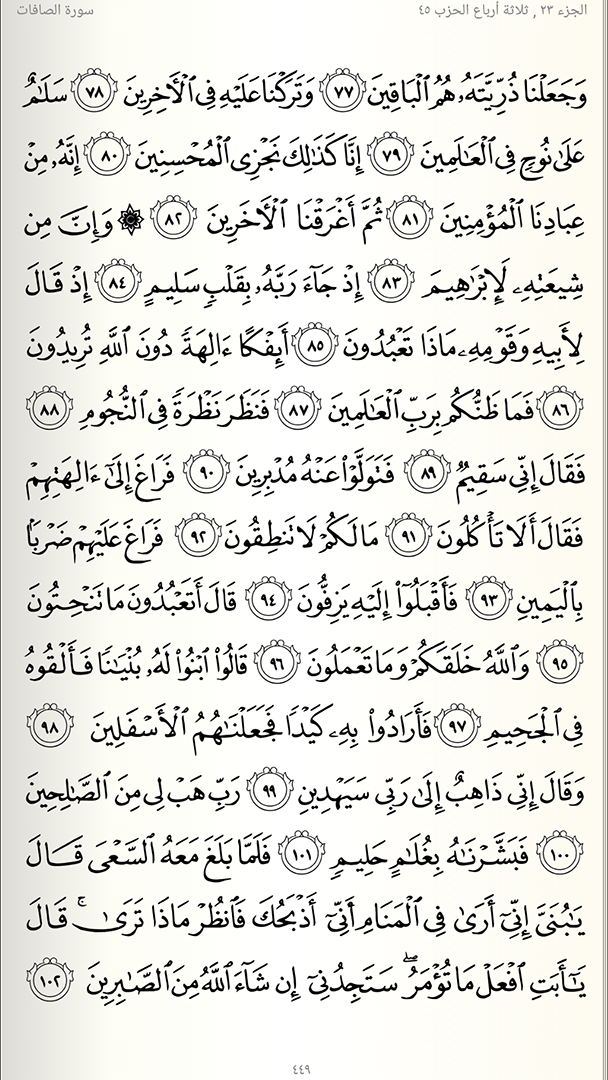 الجزء ٢٣ , ثلاثة أرباع الحزب ٤٥
سورة الصافات
وَجَعَلْنَا ذُرِّيَّتَهُۥ هُمُ ٱلْبَاقِينَ ٧٧ وَتَرَكْنَا عَلَيْهِ فِى ٱلْءَاخِرِينَ ٧٨ سَلَٰمٌ
عَلَىٰ نُوحٍ فِى ٱلْعَٰلَمِينَ ٧٩ إِنَّا كَذَٰلِكَ نَجْزِى ٱلْمُحْسِنِينَ ٨٠ إِنَّهُۥ مِنْ
عِبَادِنَا ٱلْمُؤْمِنِينَ ٨١ ثُمَّ أَغْرَقْنَا ٱلْءَاخَرِينَ ٨٢ ۞ وَإِنَّ مِن
شِيعَتِهِۦ لَإِبْرَٰهِيمَ ٨٣ إِذْ جَآءَ رَبَّهُۥ بِقَلْبٍ سَلِيمٍ ٨٤ إِذْ قَالَ
لِأَبِيهِ وَقَوْمِهِۦ مَاذَا تَعْبُدُونَ ٨٥ أَئِفْكًا ءَالِهَةً دُونَ ٱللَّهِ تُرِيدُونَ
٨٦ فَمَا ظَنُّكُم بِرَبِّ ٱلْعَٰلَمِينَ ٨٧ فَنَظَرَ نَظْرَةً فِى ٱلنُّجُومِ ٨٨
فَقَالَ إِنِّى سَقِيمٌ ٨٩ فَتَوَلَّوْا۟ عَنْهُ مُدْبِرِينَ ٩٠ فَرَاغَ إِلَىٰٓ ءَالِهَتِهِمْ
فَقَالَ أَلَا تَأْكُلُونَ ٩١ مَا لَكُمْ لَا تَنطِقُونَ ٩٢ فَرَاغَ عَلَيْهِمْ ضَرْبًۢا
بِٱلْيَمِينِ ٩٣ فَأَقْبَلُوٓا۟ إِلَيْهِ يَزِفُّونَ ٩٤ قَالَ أَتَعْبُدُونَ مَا تَنْحِتُونَ
٩٥ وَٱللَّهُ خَلَقَكُمْ وَمَا تَعْمَلُونَ ٩٦ قَالُوا۟ ٱبْنُوا۟ لَهُۥ بُنْيَٰنًا فَأَلْقُوهُ
فِى ٱلْجَحِيمِ ٩٧ فَأَرَادُوا۟ بِهِۦ كَيْدًا فَجَعَلْنَٰهُمُ ٱلْأَسْفَلِينَ ٩٨
وَقَالَ إِنِّى ذَاهِبٌ إِلَىٰ رَبِّى سَيَهْدِينِ ٩٩ رَبِّ هَبْ لِى مِنَ ٱلصَّٰلِحِينَ
١٠٠ فَبَشَّرْنَٰهُ بِغُلَٰمٍ حَلِيمٍ ١٠١ فَلَمَّا بَلَغَ مَعَهُ ٱلسَّعْىَ قَالَ
يَٰبُنَىَّ إِنِّىٓ أَرَىٰ فِى ٱلْمَنَامِ أَنِّىٓ أَذْبَحُكَ فَٱنظُرْ مَاذَا تَرَىٰ ۚ قَالَ
يَٰٓأَبَتِ ٱفْعَلْ مَا تُؤْمَرُ ۖ سَتَجِدُنِىٓ إِن شَآءَ ٱللَّهُ مِنَ ٱلصَّٰبِرِينَ ١٠٢
٤٤٩